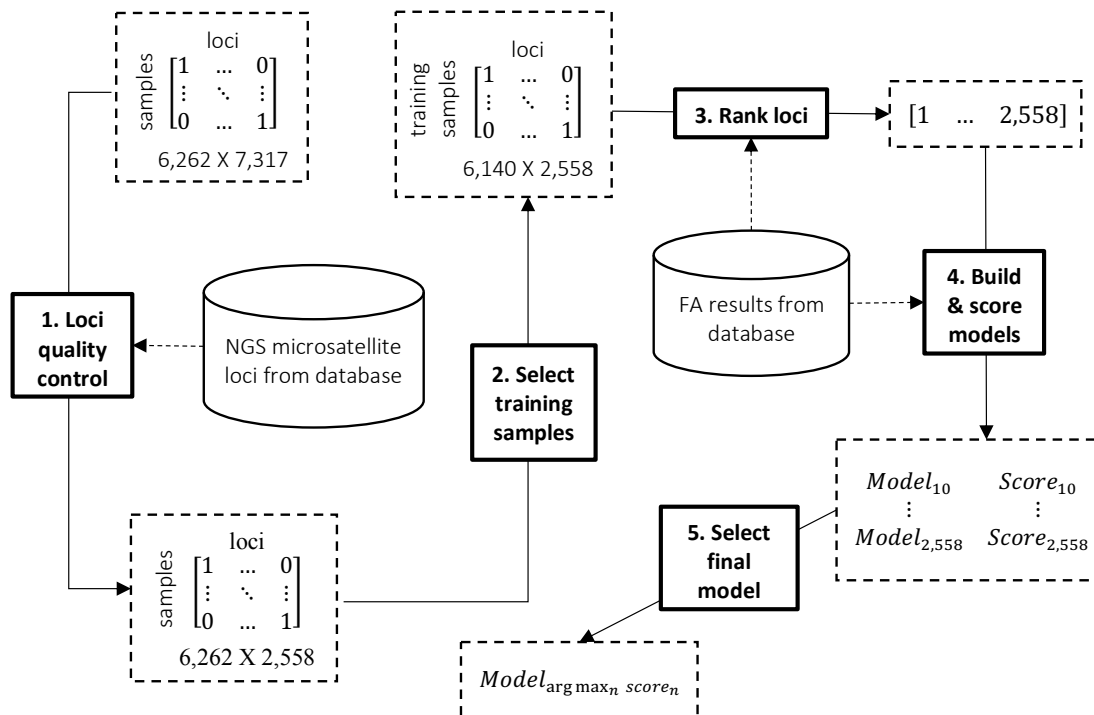 loci
samples
[1 … 0]
[⋮ ⋱ ⋮]
[0 … 1]
6,262 X 7,317
1. Loci
quality
control
NGS microsatellite
loci from database
loci
samples
[1 … 0]
[⋮ ⋱ ⋮]
[0 … 1]
6,262 X 2,558
2. Select
training
samples
loci
training
samples
[1 … 0]
[⋮ ⋱ ⋮]
[0 … 1]
6,140 X 2,558
3. Rank loci
[1 … 2,558]
FA results from
database
4. Build
& score
models
Model₁₀ Score₁₀
⋮ ⋮
Model₂,₅₅₈ Score₂,₅₅₈
5. Select
final
model
Model_{arg maxₙ scoreₙ}